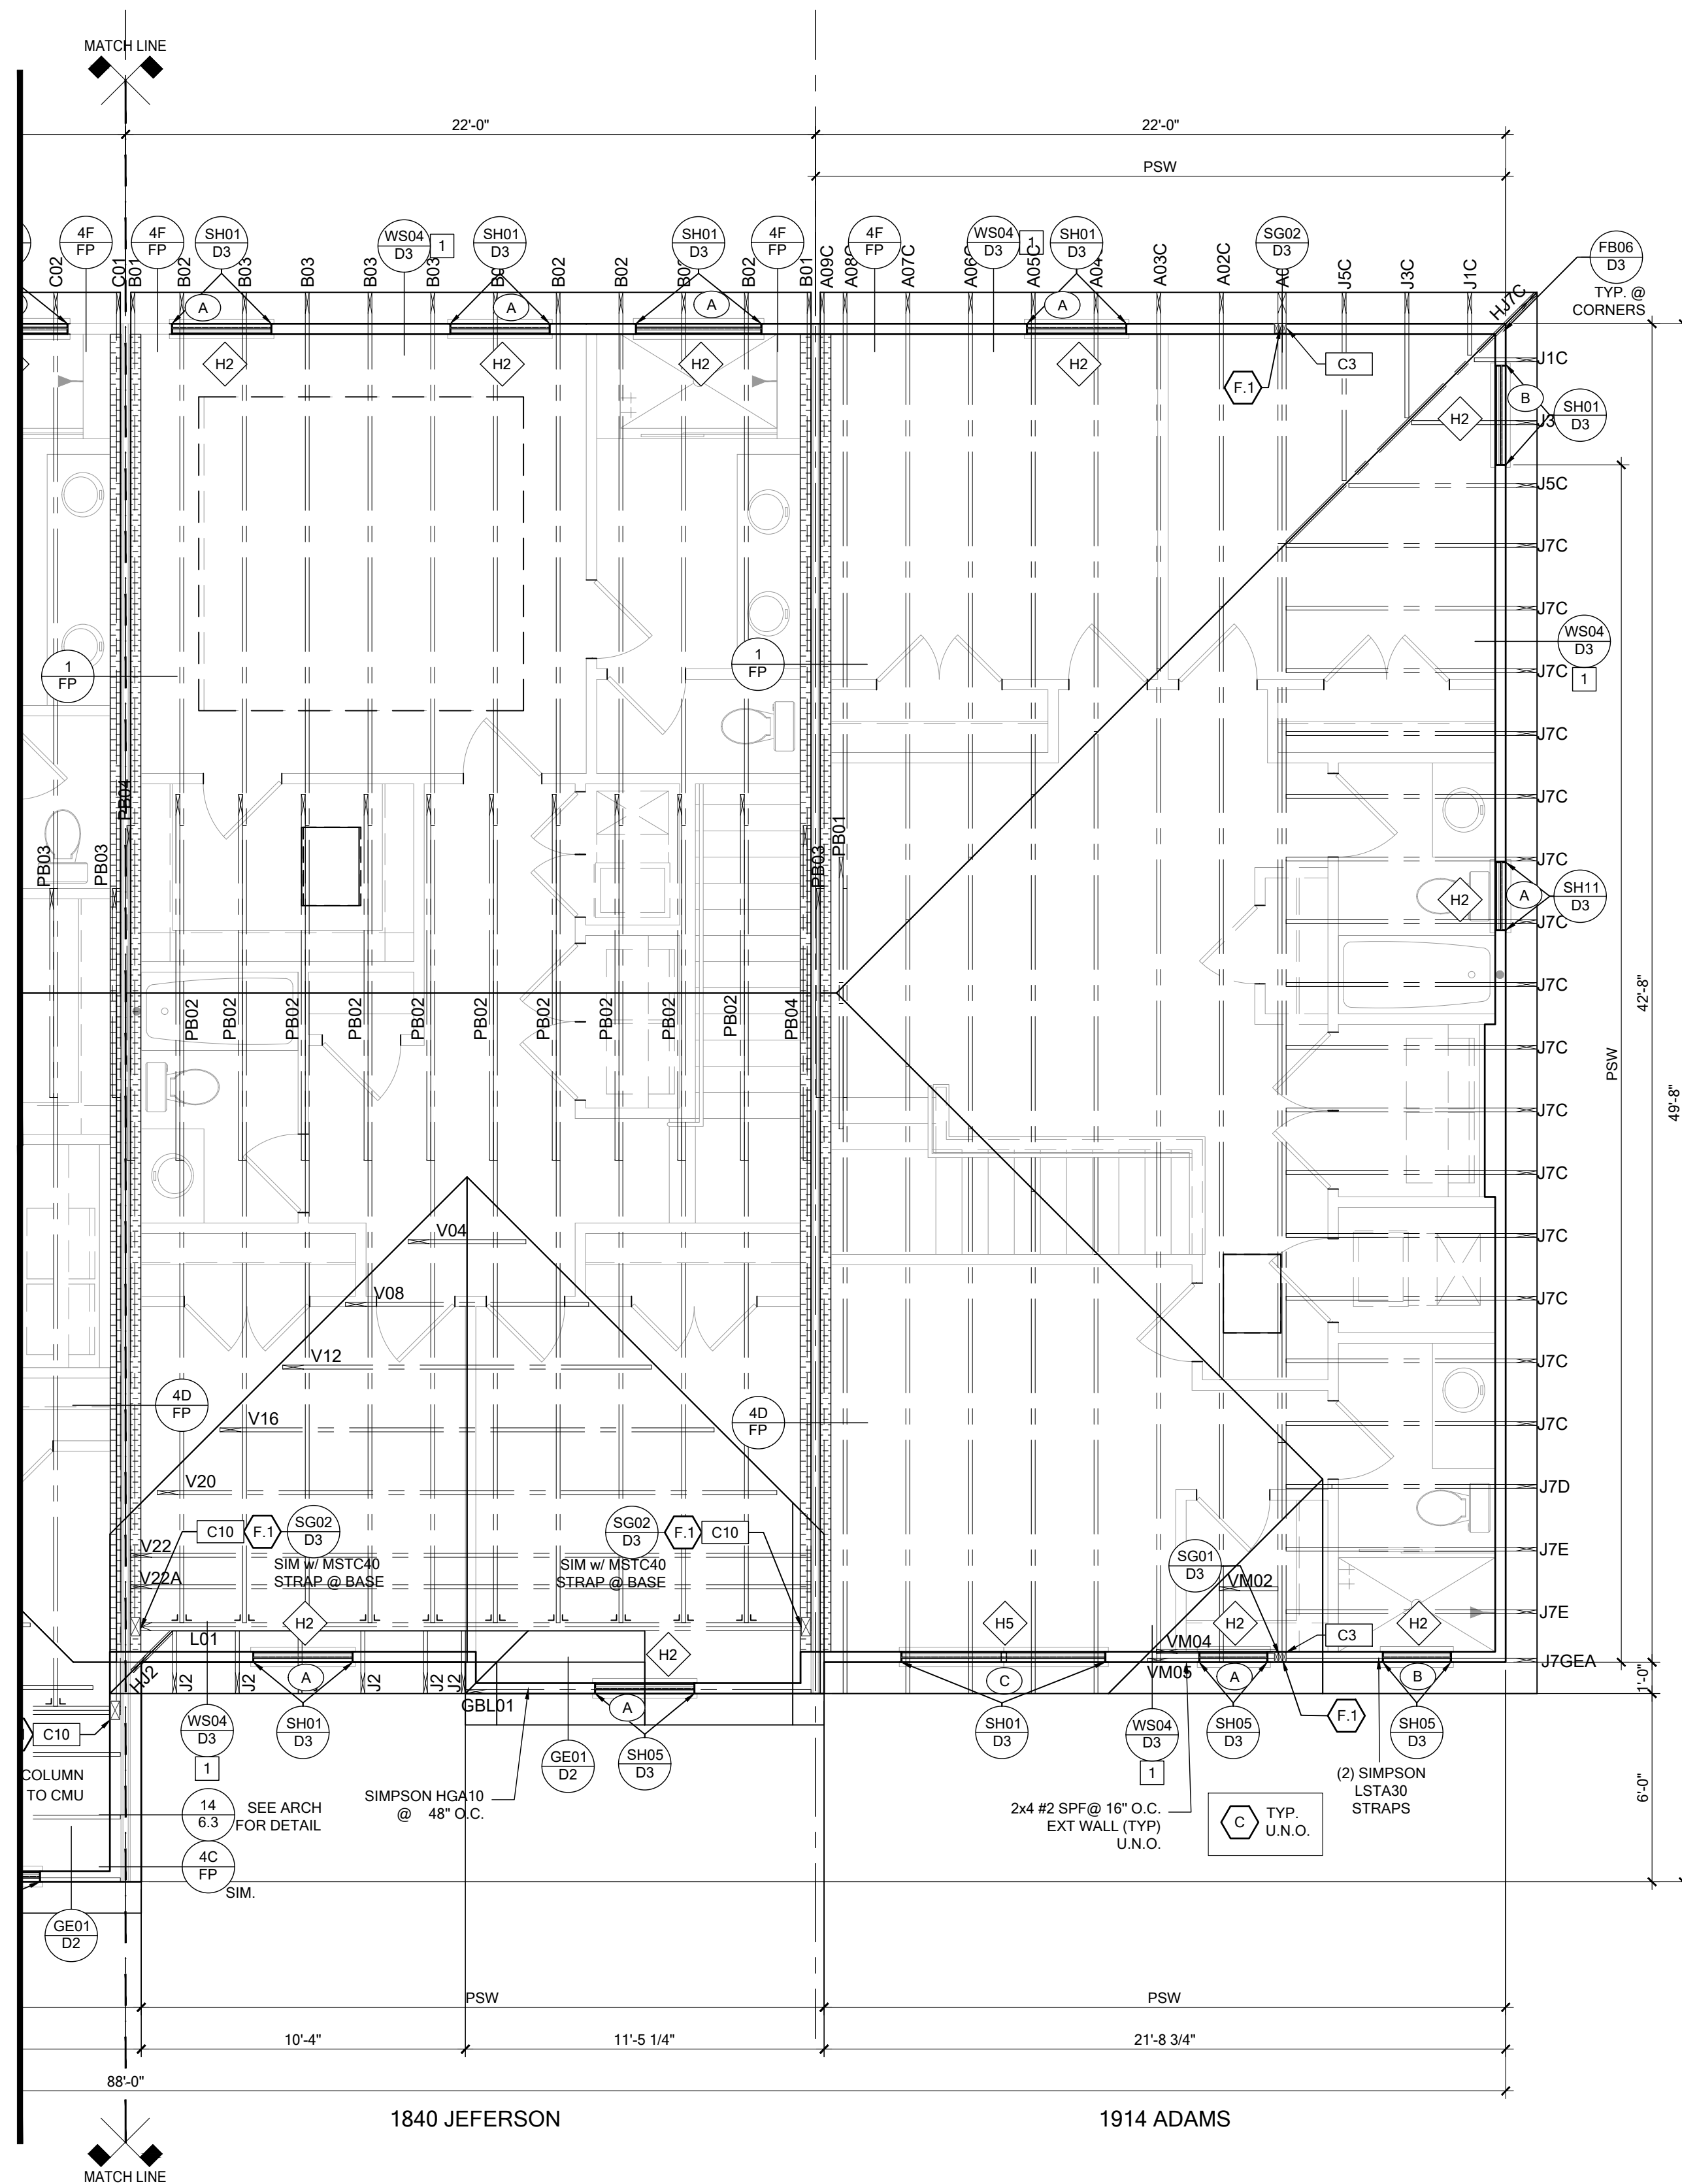 MATCH LINE
22'-0"
22'-0"
PSW
4F
FP
4F
FP
SH01
D3
WS04
D3
1
SH01
D3
SH01
D3
4F
FP
4F
FP
WS04
D3
1
SH01
D3
SG02
D3
FB06
D3
TYP. @
CORNERS
C02
C01
B01
B02
B03
B03
B03
B03
B02
B02
B02
B01
A09C
A07C
A05C
A04
A03C
A02C
J5C
J3C
J1C
HJ7C
A
A
A
A
H2
H2
H2
H2
F.1
C3
J1C
B
SH01
D3
H2
J3
J5C
J7C
J7C
WS04
D3
1
J7C
J7C
J7C
J7C
H2
A
SH11
D3
J7C
J7C
J7C
J7C
J7C
J7C
J7C
J7C
J7C
J7D
J7E
J7E
J7GEA
42'-8"
PSW
49'-8"
1'-0"
6'-0"
1
FP
1
FP
PB04
PB03
PB03
PB03
PB01
PB02
PB02
PB02
PB02
PB02
PB02
PB02
PB02
PB02
PB02
PB04
V04
V08
V12
V16
V20
V22
V22A
4D
FP
4D
FP
C10
F.1
SG02
D3
SIM w/ MSTC40
STRAP @ BASE
SG02
D3
F.1
C10
SIM w/ MSTC40
STRAP @ BASE
SG01
D3
VM02
H2
H2
H5
H2
H2
C3
L01
VM04
VM05
HJ2
J2
J2
J2
J2
J2
A
A
C
A
B
GBL01
C10
WS04
D3
1
SH01
D3
GE01
D2
SH05
D3
SH01
D3
WS04
D3
1
SH05
D3
F.1
SH05
D3
COLUMN
TO CMU
14
6.3
SEE ARCH
FOR DETAIL
SIMPSON HGA10
@ 48" O.C.
2x4 #2 SPF@ 16" O.C.
EXT WALL (TYP)
U.N.O.
C
TYP.
U.N.O.
(2) SIMPSON
LSTA30
STRAPS
4C
FP
SIM.
GE01
D2
PSW
PSW
10'-4"
11'-5 1/4"
21'-8 3/4"
88'-0"
1840 JEFERSON
1914 ADAMS
MATCH LINE